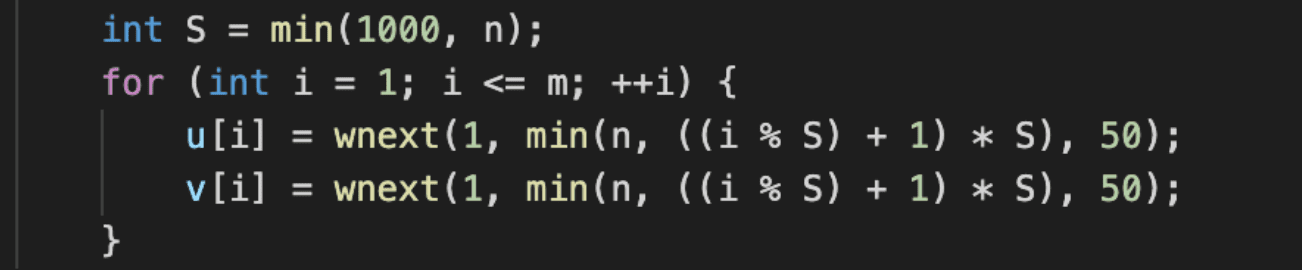 int S = min(1000, n);
for (int i = 1; i <= m; ++i) {
u[i] = wnext(1, min(n, ((i % S) + 1) * S), 50);
v[i] = wnext(1, min(n, ((i % S) + 1) * S), 50);
}